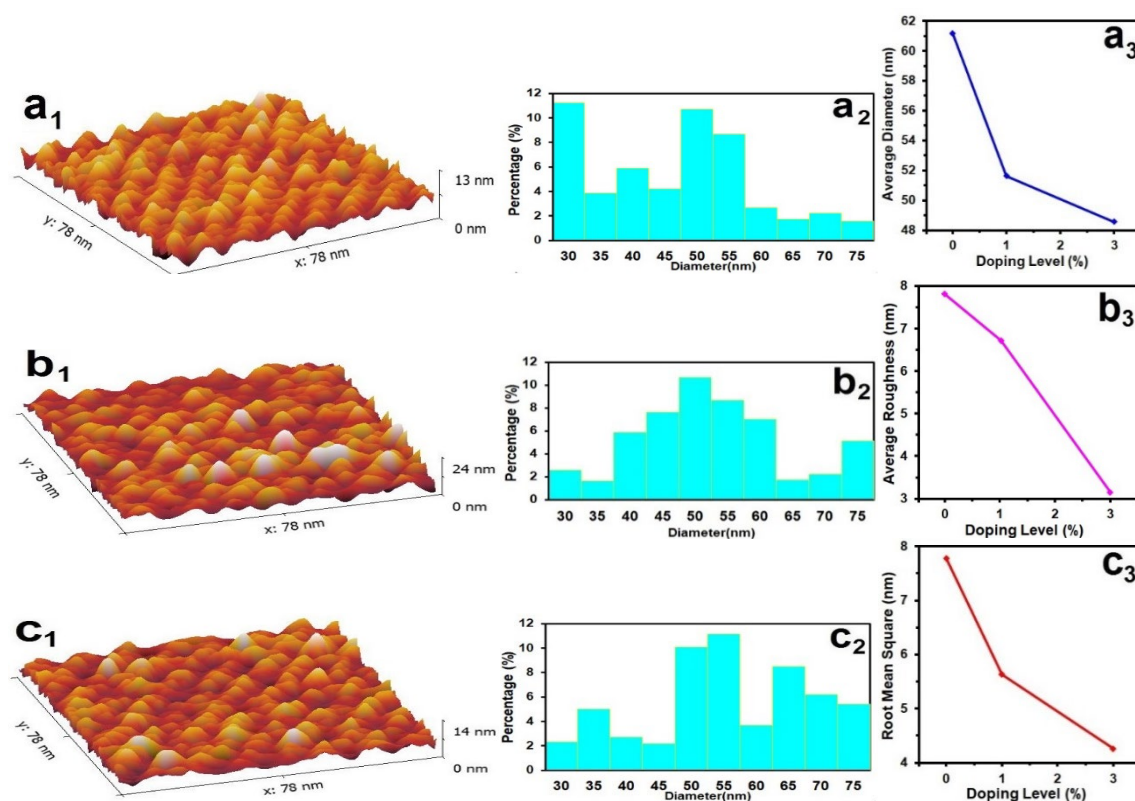 a1
13 nm
0 nm
y: 78 nm
x: 78 nm
a2
12
10
8
6
4
2
0
Percentage (%)
30 35 40 45 50 55 60 65 70 75
Diameter(nm)
a3
62
60
58
56
54
52
50
48
Average Diameter (nm)
0 1 2 3
Doping Level (%)
b1
24 nm
0 nm
y: 78 nm
x: 78 nm
b2
12
10
8
6
4
2
0
Percentage (%)
30 35 40 45 50 55 60 65 70 75
Diameter(nm)
b3
8
7
6
5
4
3
Average Roughness (nm)
0 1 2 3
Doping Level (%)
c1
14 nm
0 nm
y: 78 nm
x: 78 nm
c2
12
10
8
6
4
2
0
Percentage (%)
30 35 40 45 50 55 60 65 70 75
Diameter(nm)
c3
8
7
6
5
4
Root Mean Square (nm)
0 1 2 3
Doping Level (%)